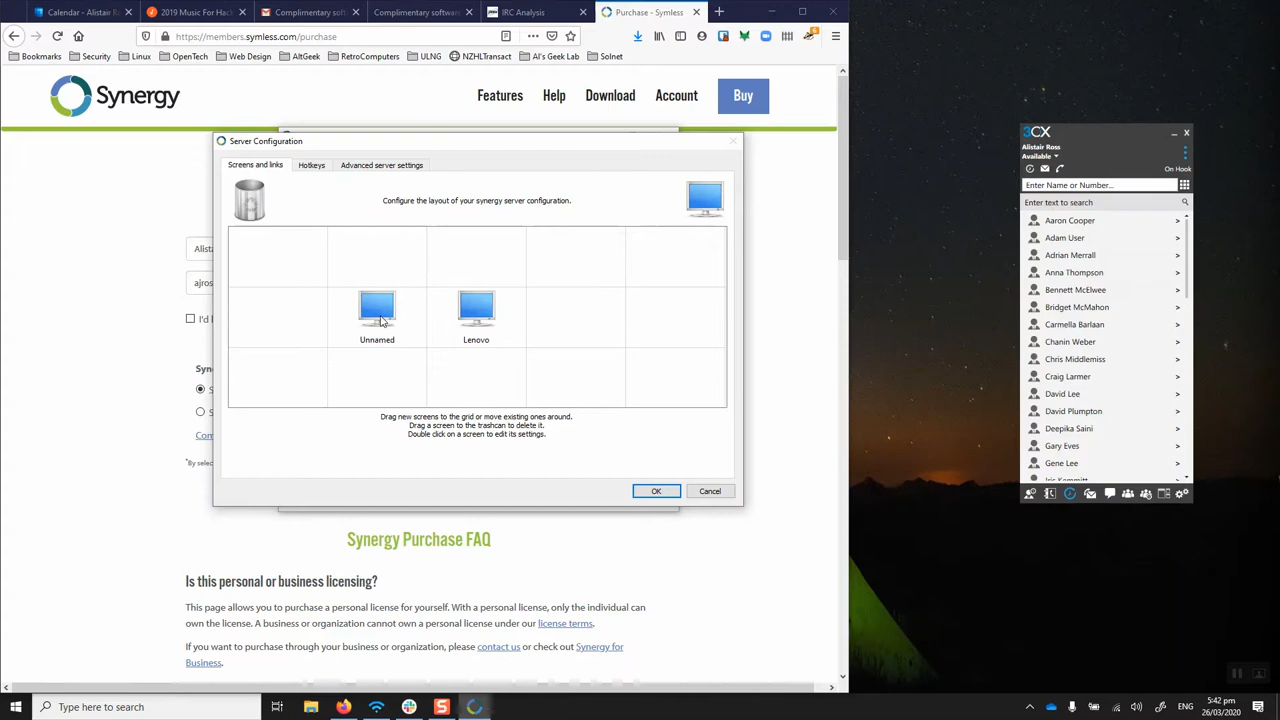 Calendar - Alistair R
2019 Music For Hack
Complimentary soft
Complimentary software
IRC Analysis
Purchase - Symless
https://members.symless.com/purchase
6
Bookmarks
Security
Linux
OpenTech
Web Design
AltGeek
RetroComputers
ULNG
NZHLTransact
Al's Geek Lab
Solnet
Synergy
Features
Help
Download
Account
Buy
Server Configuration
Screens and links
Hotkeys
Advanced server settings
Configure the layout of your synergy server configuration.
Unnamed
Lenovo
Drag new screens to the grid or move existing ones around.
Drag a screen to the trashcan to delete it.
Double click on a screen to edit its settings.
OK
Cancel
Alista
ajros
I'd l
Syn
S
S
Com
*By selec
Synergy Purchase FAQ
Is this personal or business licensing?
This page allows you to purchase a personal license for yourself. With a personal license, only the individual can
own the license. A business or organization cannot own a personal license under our license terms.
If you want to purchase through your business or organization, please contact us or check out Synergy for
Business.
3CX
Alistair Ross
Available
On Hook
Enter Name or Number...
Enter text to search
Aaron Cooper
Adam User
Adrian Merrall
Anna Thompson
Bennett McElwee
Bridget McMahon
Carmella Barlaan
Chanin Weber
Chris Middlemiss
Craig Larmer
David Lee
David Plumpton
Deepika Saini
Gary Eves
Gene Lee
Iris Kemmitt
Type here to search
5:42 pm
26/03/2020